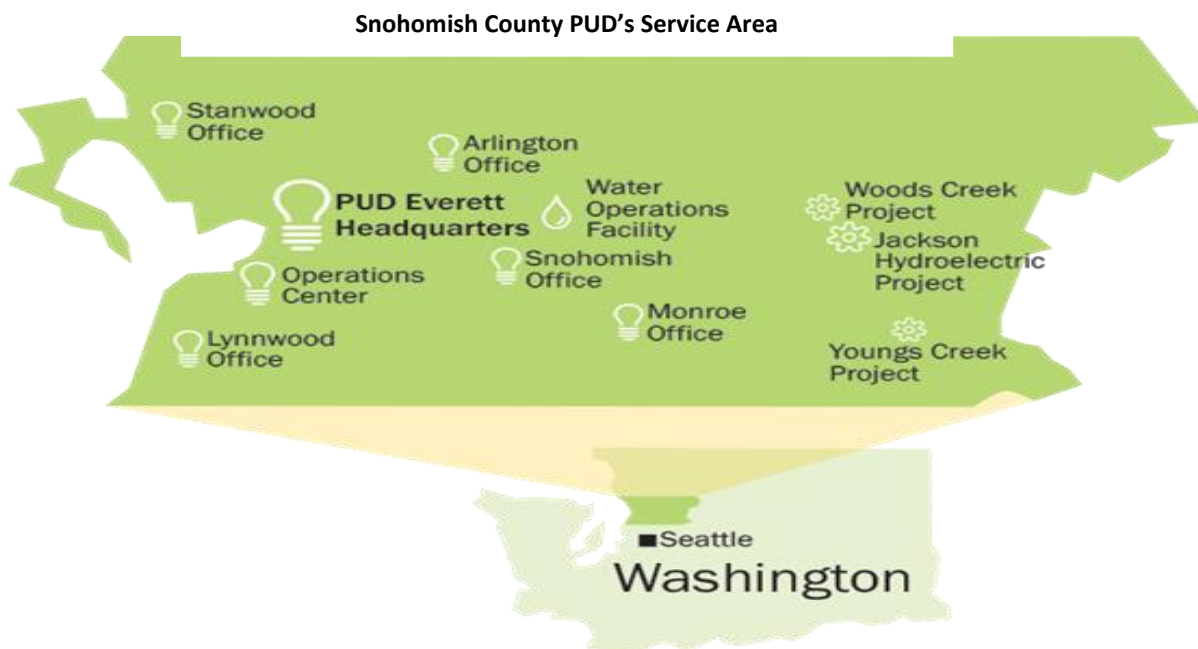 Snohomish County PUD's Service Area
Stanwood
Office
Arlington
Office
PUD Everett
Headquarters
Water
Operations
Facility
Woods Creek
Project
Jackson
Hydroelectric
Project
Operations
Center
Snohomish
Office
Monroe
Office
Lynnwood
Office
Youngs Creek
Project
Seattle
Washington